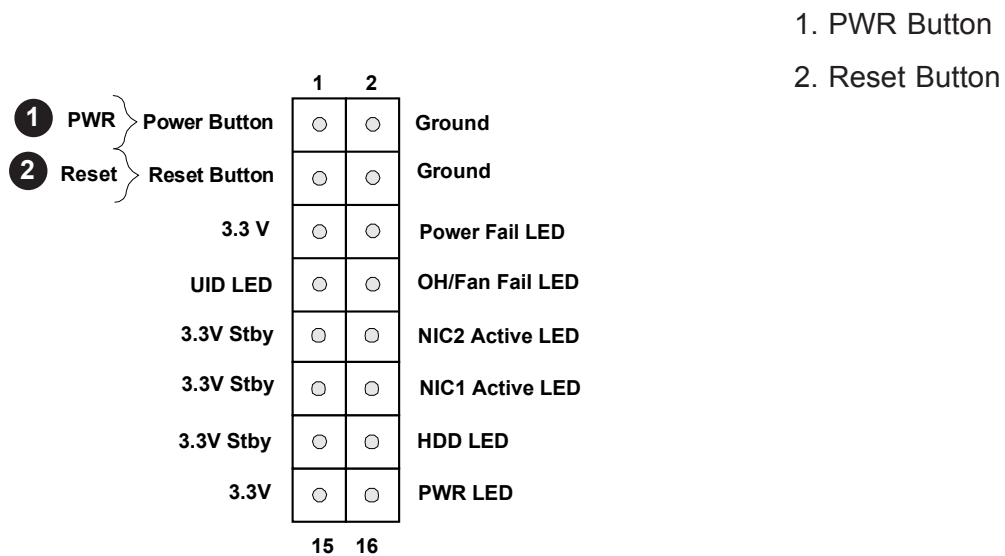 1. PWR Button
2. Reset Button
1 2
1 PWR Power Button Ground
2 Reset Reset Button Ground
3.3 V Power Fail LED
UID LED OH/Fan Fail LED
3.3V Stby NIC2 Active LED
3.3V Stby NIC1 Active LED
3.3V Stby HDD LED
3.3V PWR LED
15 16